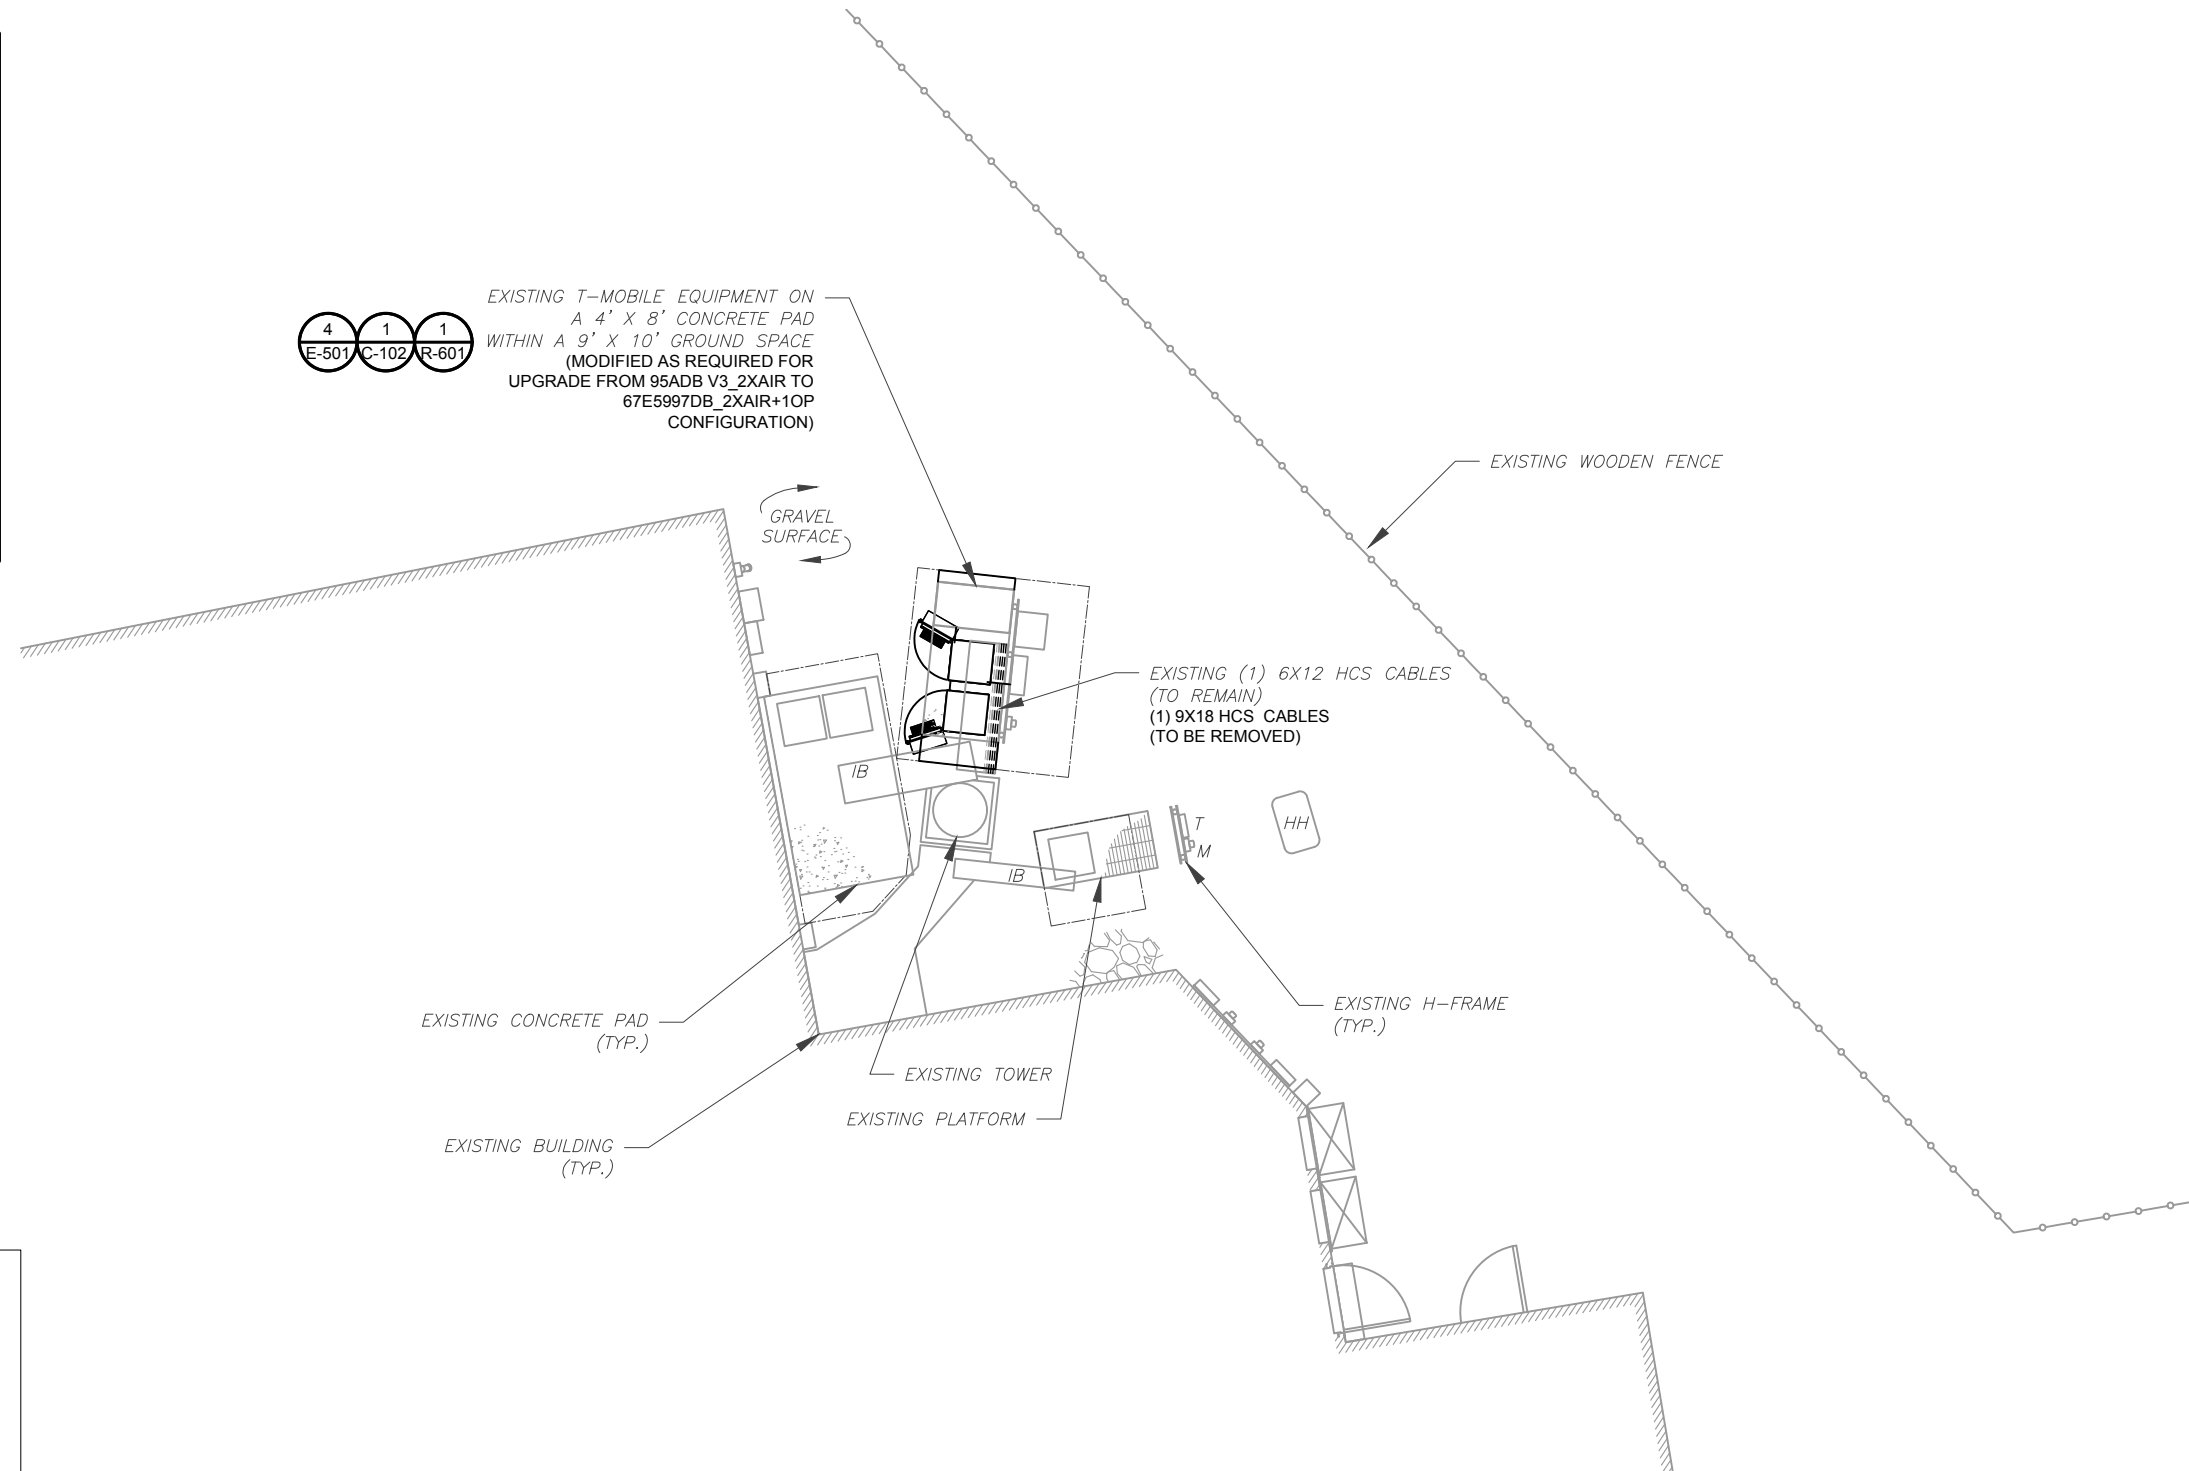 EXISTING T-MOBILE EQUIPMENT ON
A 4' X 8' CONCRETE PAD
WITHIN A 9' X 10' GROUND SPACE
(MODIFIED AS REQUIRED FOR
UPGRADE FROM 95ADB V3_2XAIR TO
67E5997DB_2XAIR+1OP
CONFIGURATION)
4
E-501
1
C-102
1
R-601
EXISTING WOODEN FENCE
GRAVEL
SURFACE
EXISTING (1) 6X12 HCS CABLES
(TO REMAIN)
(1) 9X18 HCS CABLES
(TO BE REMOVED)
IB
T
M
HH
IB
EXISTING CONCRETE PAD
(TYP.)
EXISTING H-FRAME
(TYP.)
EXISTING TOWER
EXISTING PLATFORM
EXISTING BUILDING
(TYP.)